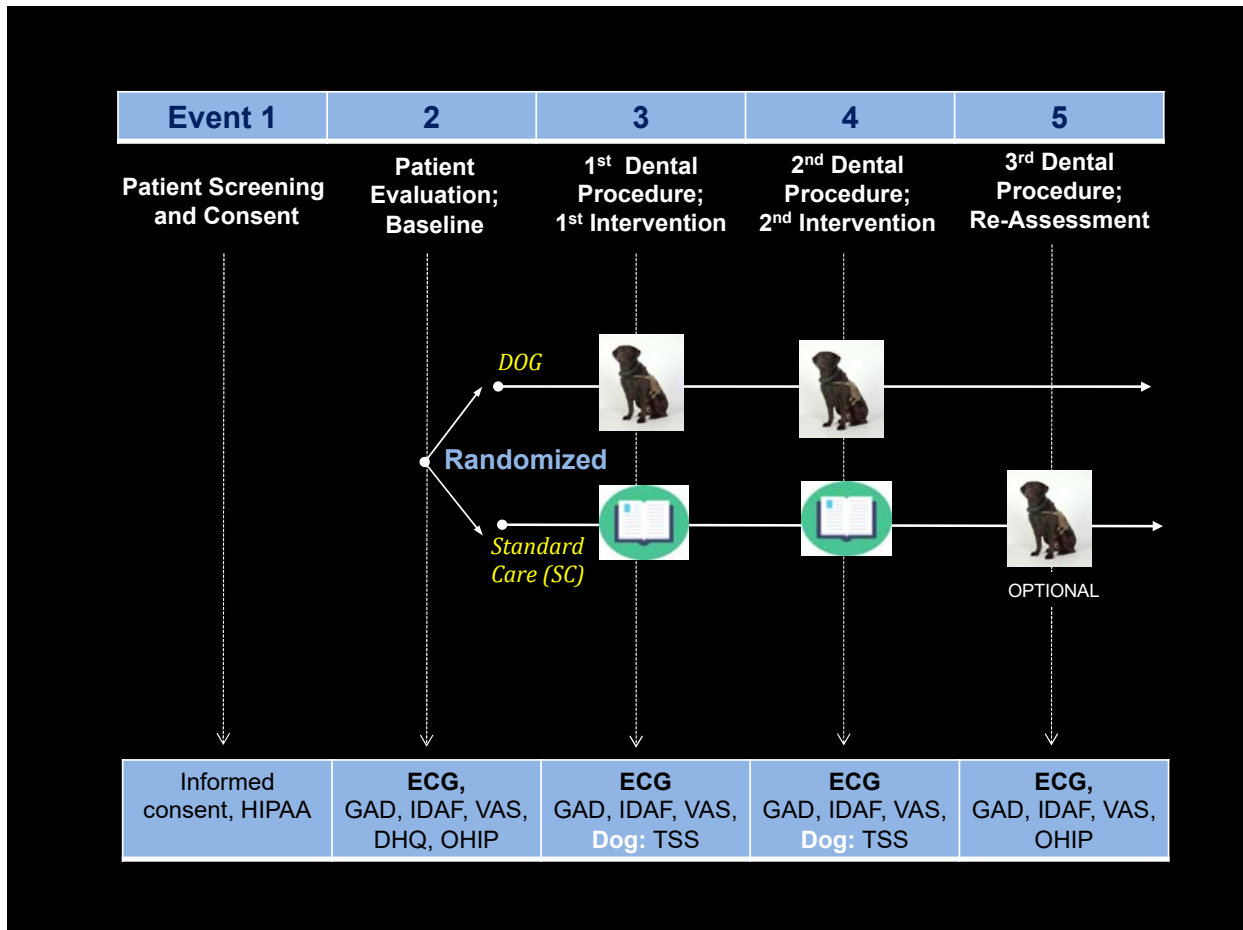 Event 1 2 3 4 5
Patient Screening
and Consent
Patient
Evaluation;
Baseline
1st Dental
Procedure;
1st Intervention
2nd Dental
Procedure;
2nd Intervention
3rd Dental
Procedure;
Re-Assessment
DOG
Randomized
Standard
Care (SC)
OPTIONAL
Informed
consent, HIPAA
ECG,
GAD, IDAF, VAS,
DHQ, OHIP
ECG
GAD, IDAF, VAS,
Dog: TSS
ECG
GAD, IDAF, VAS,
Dog: TSS
ECG,
GAD, IDAF, VAS,
OHIP